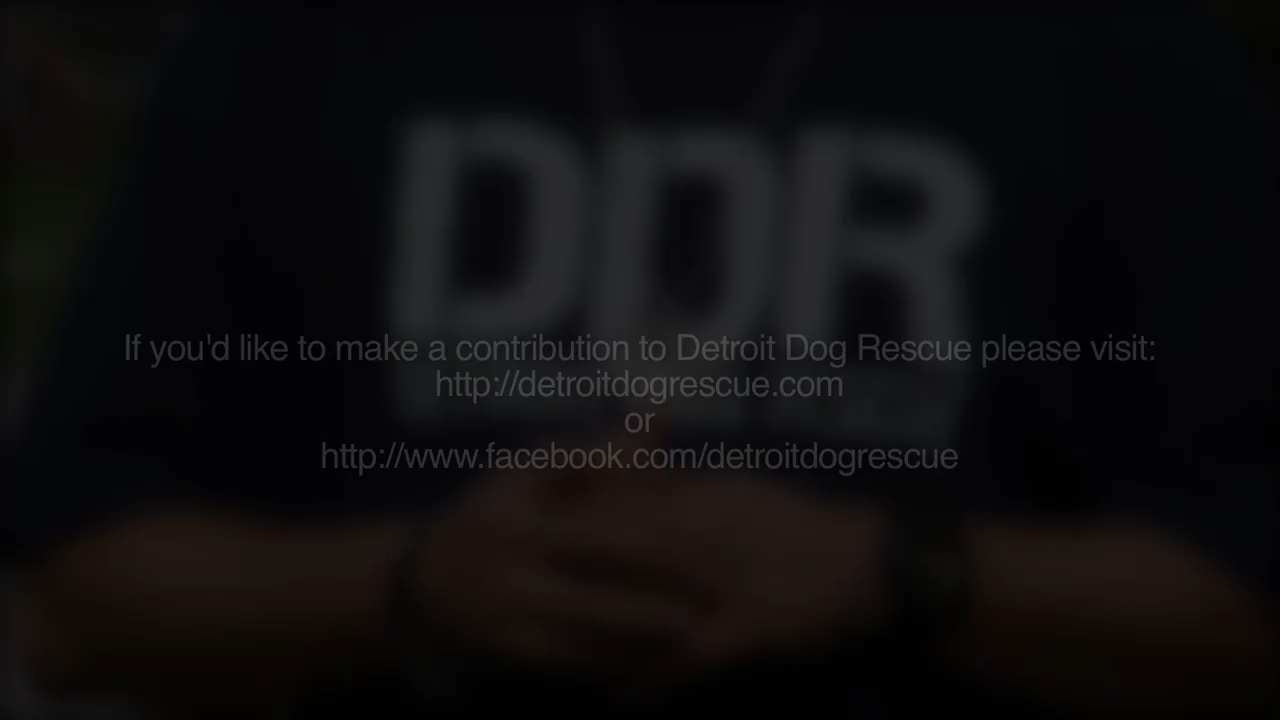 DDR
If you'd like to make a contribution to Detroit Dog Rescue please visit:
http://detroitdogrescue.com
or
http://www.facebook.com/detroitdogrescue